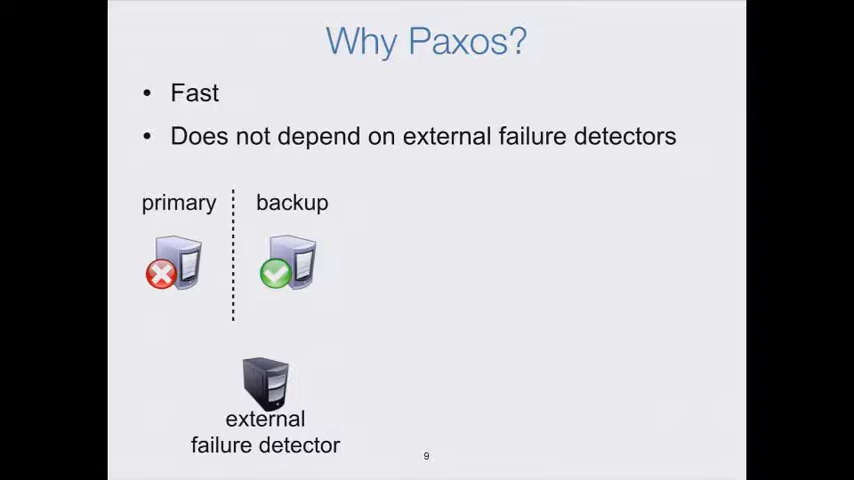 Why Paxos?
• Fast
• Does not depend on external failure detectors
primary backup
external
failure detector
9